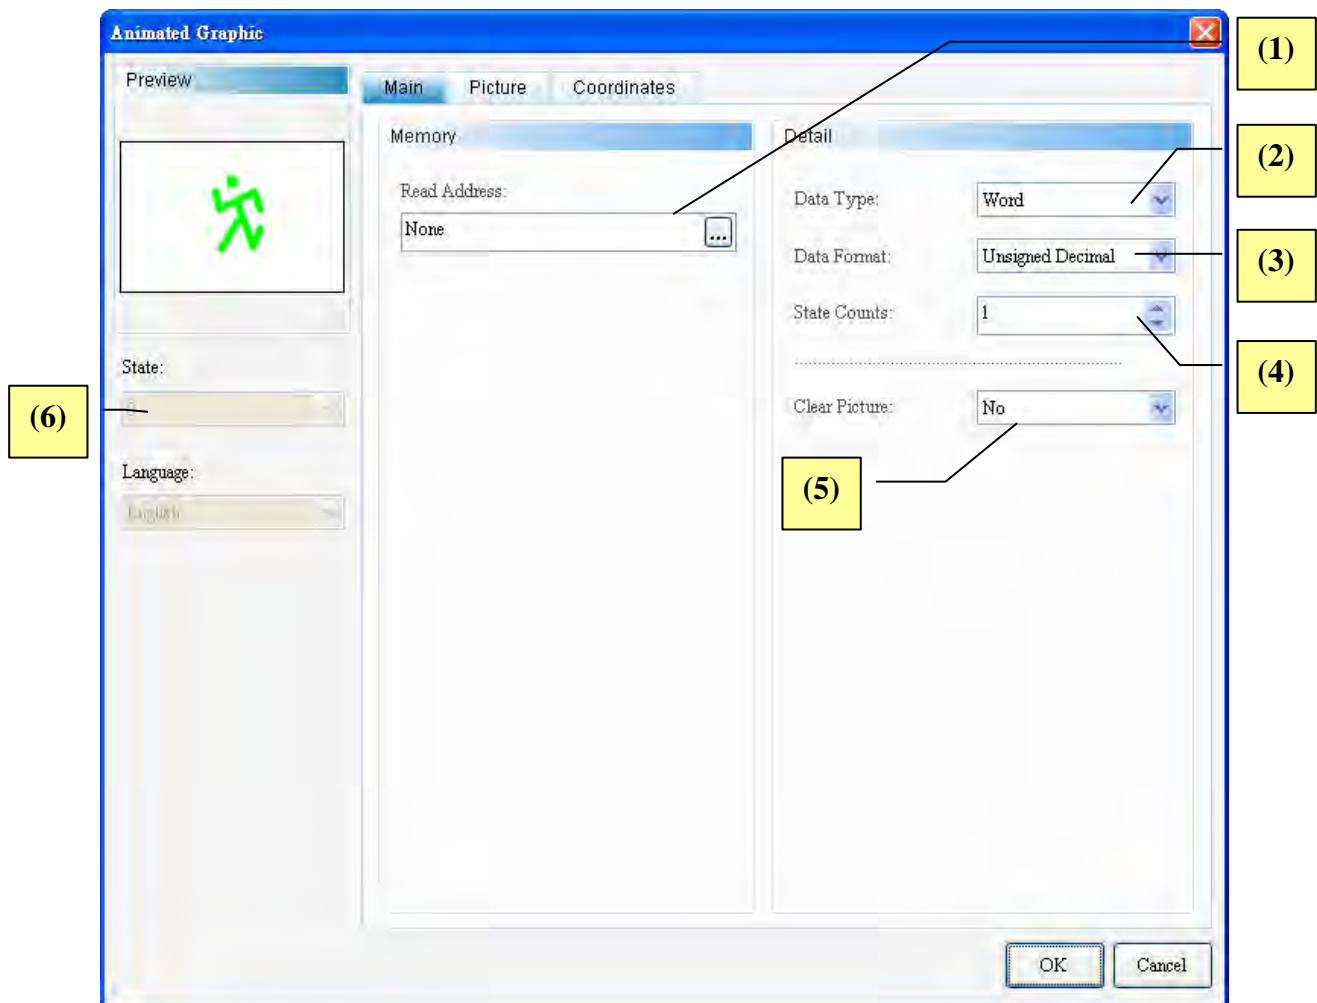 Animated Graphic
(1)
Preview
Main Picture Coordinates
Memory
Detail
(2)
Read Address:
None
...
Data Type: Word
Data Format: Unsigned Decimal
(3)
State Counts: 1
(4)
State:
(6)
Clear Picture: No
Language:
English
(5)
OK Cancel